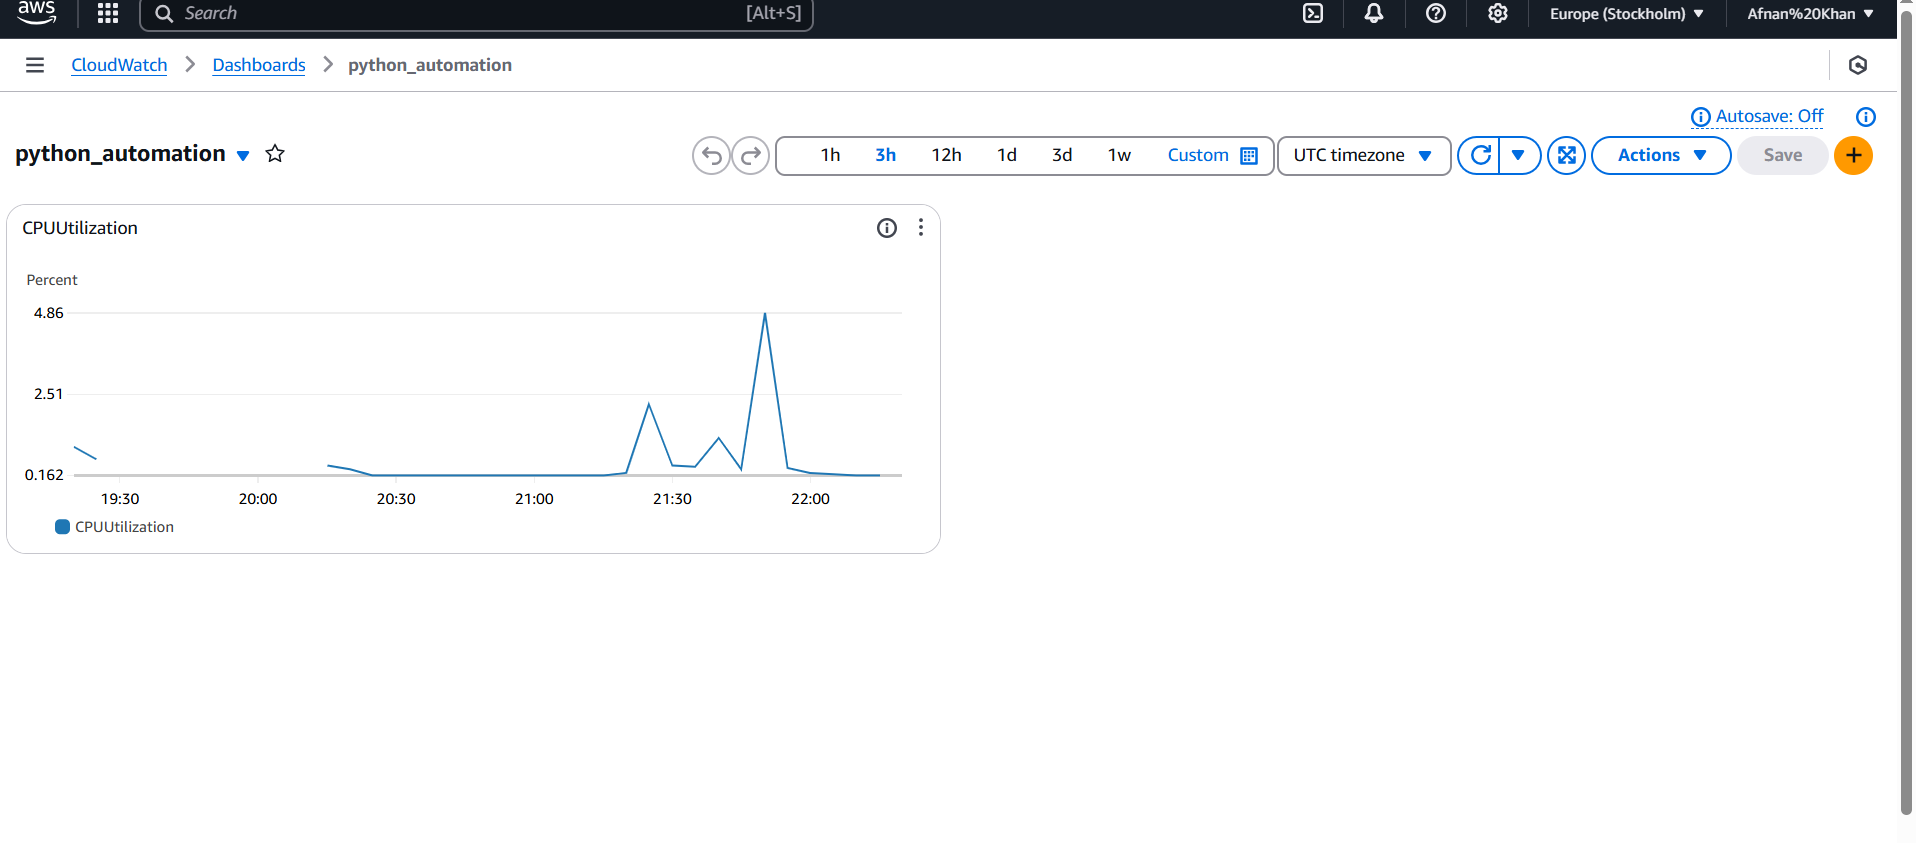 aws Search [Alt+S] Europe (Stockholm) Afnan%20Khan
CloudWatch Dashboards python_automation
Autosave: Off
python_automation 1h 3h 12h 1d 3d 1w Custom UTC timezone Actions Save
CPUUtilization
Percent
4.86
2.51
0.162
19:30 20:00 20:30 21:00 21:30 22:00
CPUUtilization